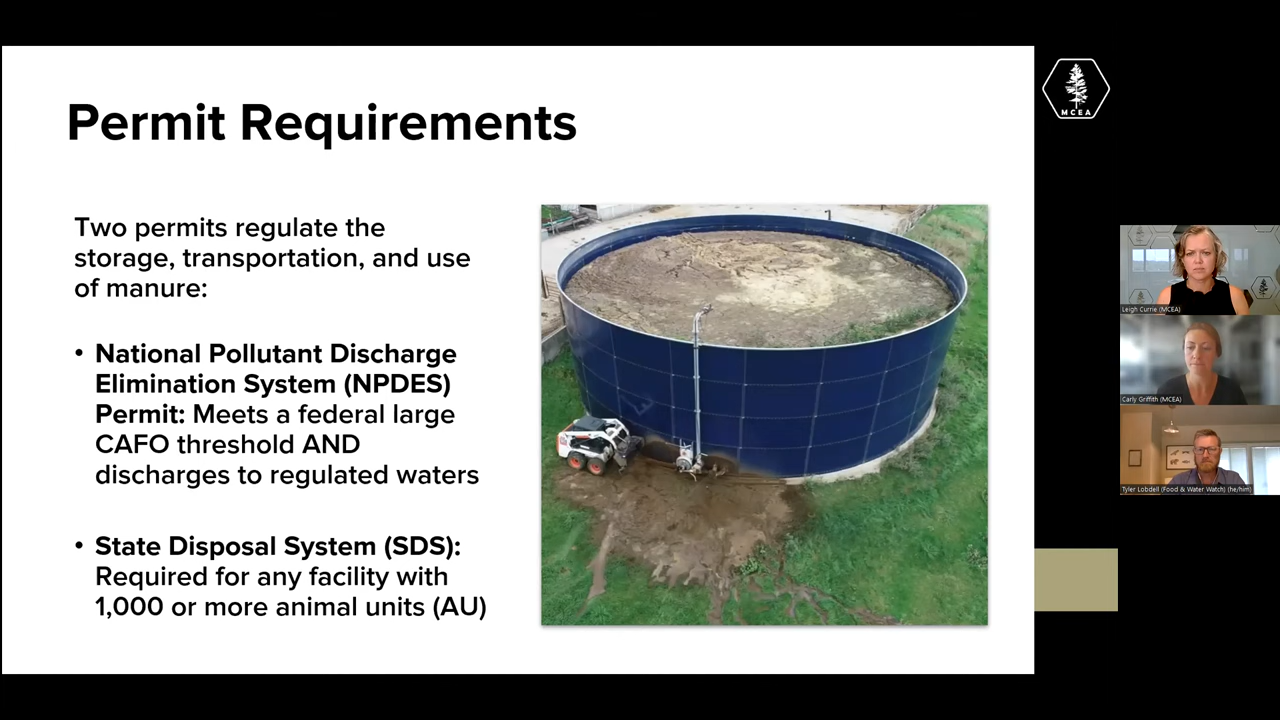 Permit Requirements
Two permits regulate the
storage, transportation, and use
of manure:
• National Pollutant Discharge
Elimination System (NPDES)
Permit: Meets a federal large
CAFO threshold AND
discharges to regulated waters
• State Disposal System (SDS):
Required for any facility with
1,000 or more animal units (AU)
MCEA
Leigh Currie (MCEA)
Carly Griffith (MCEA)
Tyler Lobdell (Food & Water Watch) (he/him)